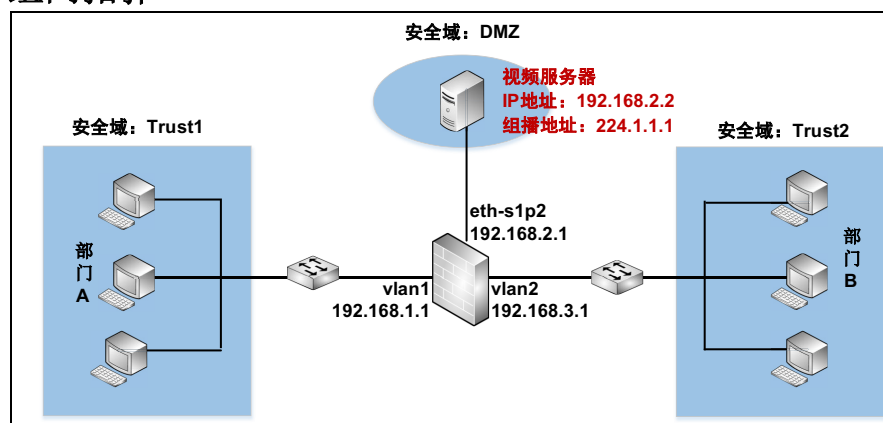 安全域：DMZ
视频服务器
IP地址：192.168.2.2
组播地址：224.1.1.1
安全域：Trust1
安全域：Trust2
eth-s1p2
192.168.2.1
部门A
部门B
vlan1
192.168.1.1
vlan2
192.168.3.1